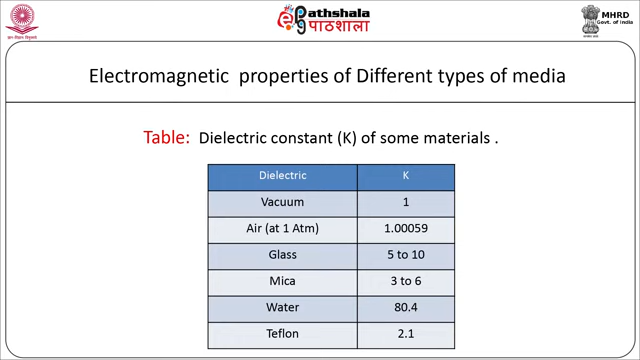 Pathshala
पाठशाला
MHRD
Govt. of India
Electromagnetic properties of Different types of media
Table: Dielectric constant (K) of some materials .
Dielectric K
Vacuum 1
Air (at 1 Atm) 1.00059
Glass 5 to 10
Mica 3 to 6
Water 80.4
Teflon 2.1